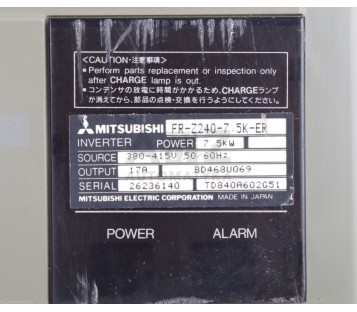 <CAUTION・注意事項>
■ Perform parts replacement or inspection only
after CHARGE lamp is out.
■ コンデンサの放電に時間がかかるため、CHARGEランプ
が消えてから、部品の点検・交換を行うようにしてください。
MITSUBISHI FR-Z240-7.5K-ER
INVERTER POWER 7.5KW
SOURCE 380-415V 50 60Hz
OUTPUT 17A BD468U069
SERIAL 26236140 TD840A602G51
MITSUBISHI ELECTRIC CORPORATION MADE IN JAPAN
POWER ALARM